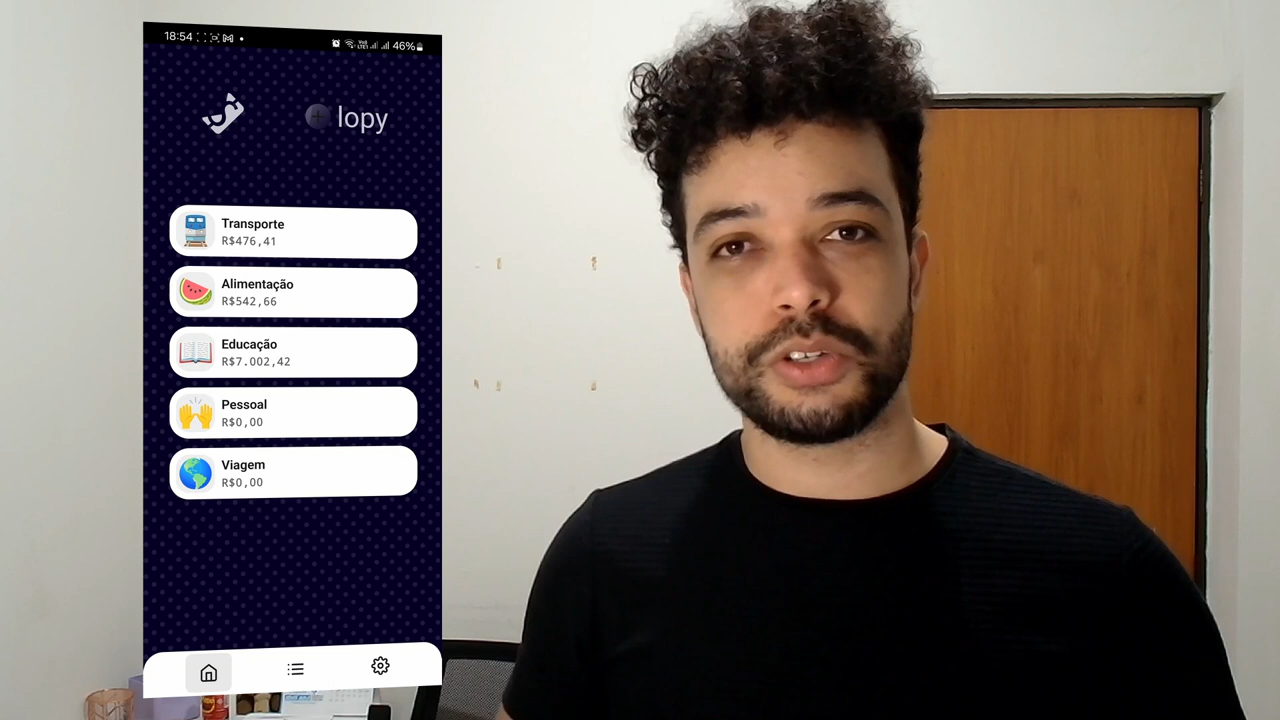 18:54
46%
lopy
Transporte
R$476,41
Alimentação
R$542,66
Educação
R$7.002,42
Pessoal
R$0,00
Viagem
R$0,00